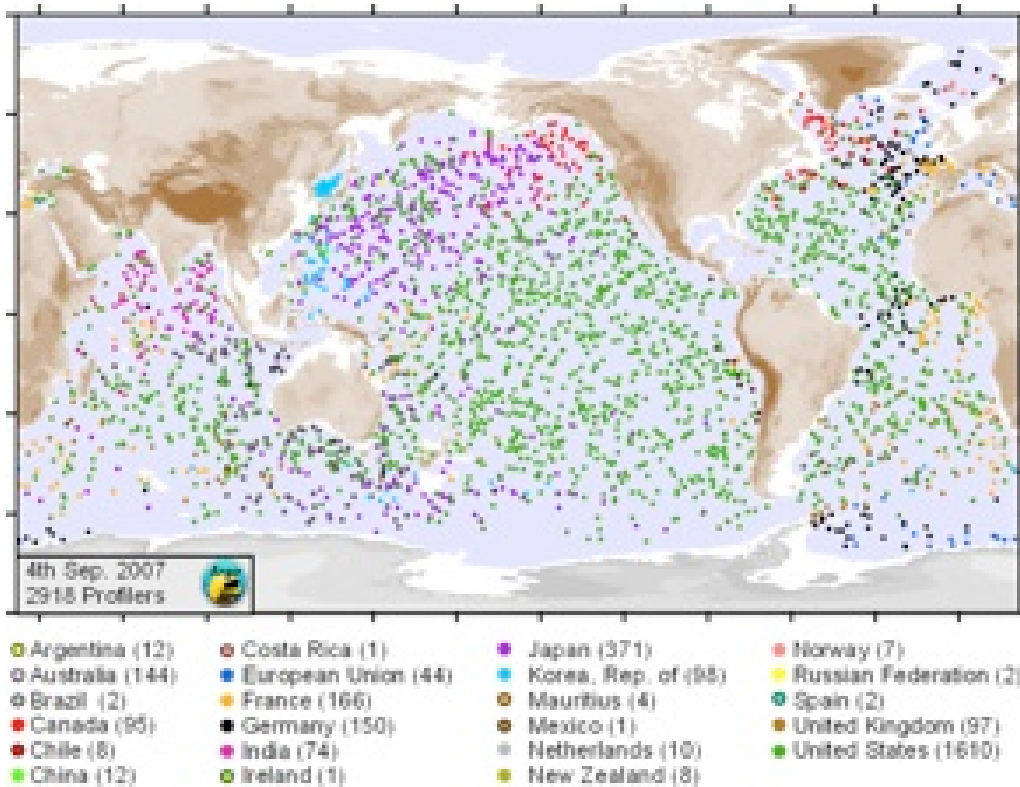 4th Sep. 2007
2918 Profilers
Argo
Argentina (12)
Australia (144)
Brazil (2)
Canada (95)
Chile (8)
China (12)
Costa Rica (1)
European Union (44)
France (166)
Germany (150)
India (74)
Ireland (1)
Japan (371)
Korea, Rep. of (98)
Mauritius (4)
Mexico (1)
Netherlands (10)
New Zealand (8)
Norway (7)
Russian Federation (2)
Spain (2)
United Kingdom (97)
United States (1610)